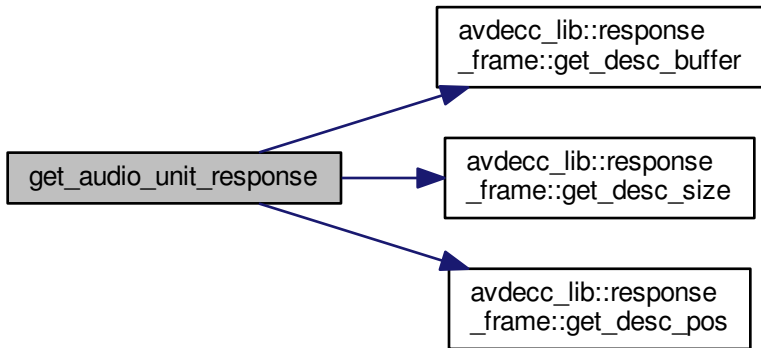 avdecc_lib::response
_frame::get_desc_buffer
get_audio_unit_response
avdecc_lib::response
_frame::get_desc_size
avdecc_lib::response
_frame::get_desc_pos